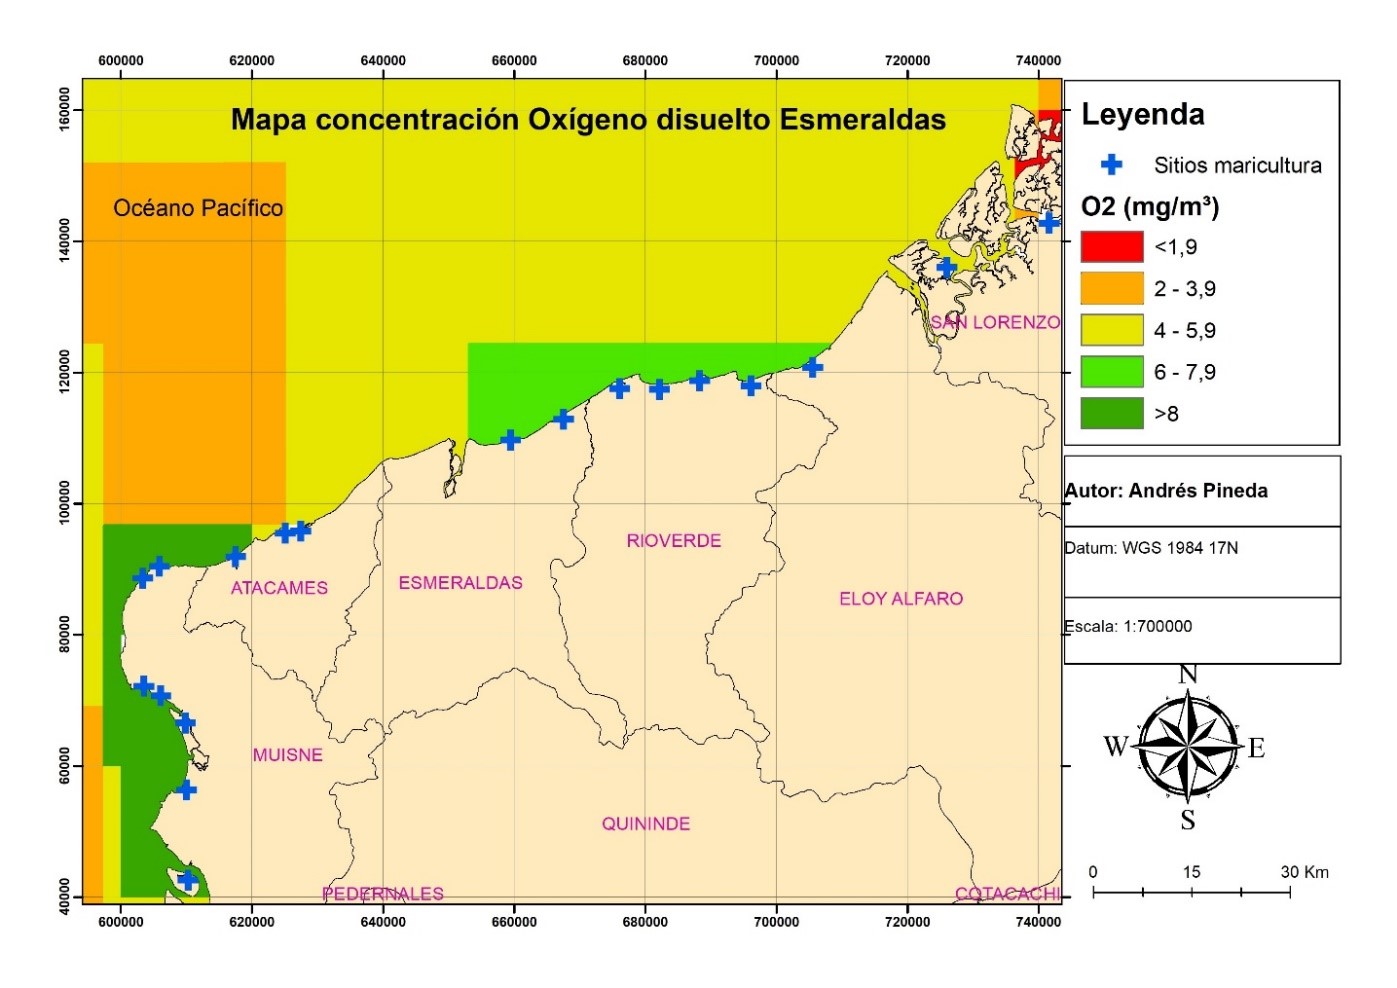 600000 620000 640000 660000 680000 700000 720000 740000
Mapa concentración Oxígeno disuelto Esmeraldas
Océano Pacífico
160000
140000
120000
100000
80000
60000
40000
SAN LORENZO
RIOVERDE
ATACAMES
ESMERALDAS
ELOY ALFARO
MUISNE
QUININDE
PEDERNALES
COTACACHI
600000 620000 640000 660000 680000 700000 720000 740000
Leyenda
Sitios maricultura
O2 (mg/m³)
<1,9
2 - 3,9
4 - 5,9
6 - 7,9
>8
Autor: Andrés Pineda
Datum: WGS 1984 17N
Escala: 1:700000
N
W E
S
0 15 30 Km